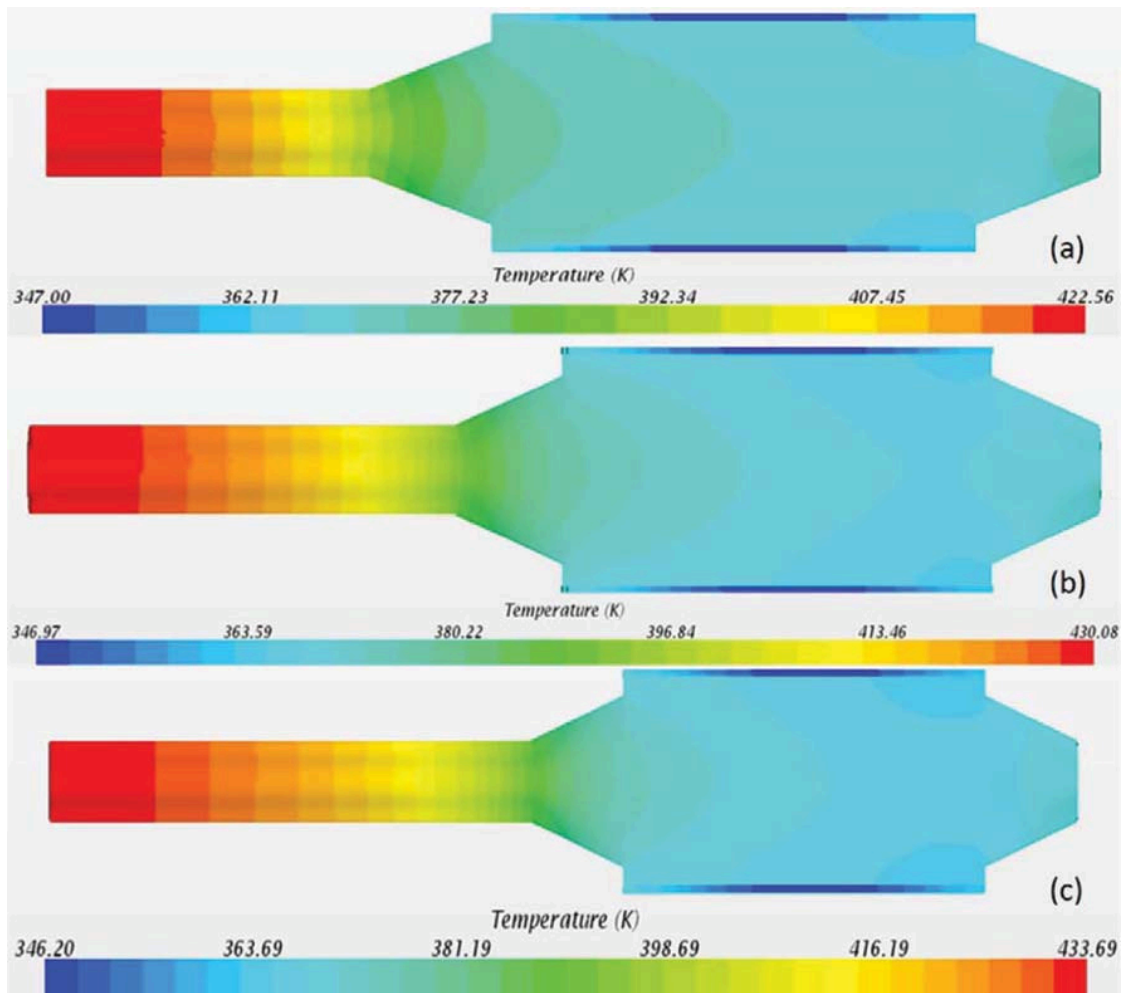 (a)
Temperature (K)
347.00 362.11 377.23 392.34 407.45 422.56
(b)
Temperature (K)
346.97 363.59 380.22 396.84 413.46 430.08
(c)
Temperature (K)
346.20 363.69 381.19 398.69 416.19 433.69